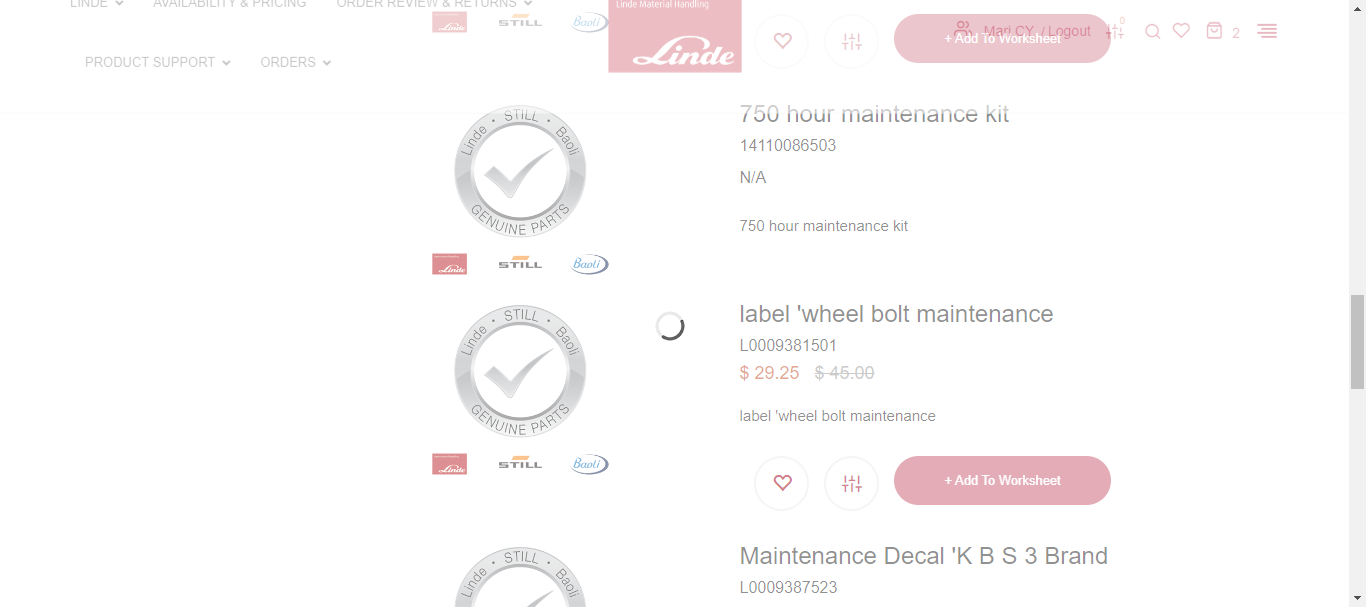 LINDE
AVAILABILITY & PRICING
ORDER REVIEW & RETURNS
Linde Material Handling
Linde
STILL
Baoli
+ Add To Worksheet
Mari CY / Logout
0
2
PRODUCT SUPPORT
ORDERS
Linde • STILL • Baoli
GENUINE PARTS
Linde
STILL
Baoli
750 hour maintenance kit
14110086503
N/A
750 hour maintenance kit
Linde • STILL • Baoli
GENUINE PARTS
Linde
STILL
Baoli
label 'wheel bolt maintenance
L0009381501
$ 29.25 $ 45.00
label 'wheel bolt maintenance
+ Add To Worksheet
Linde • STILL • Baoli
Maintenance Decal 'K B S 3 Brand
L0009387523